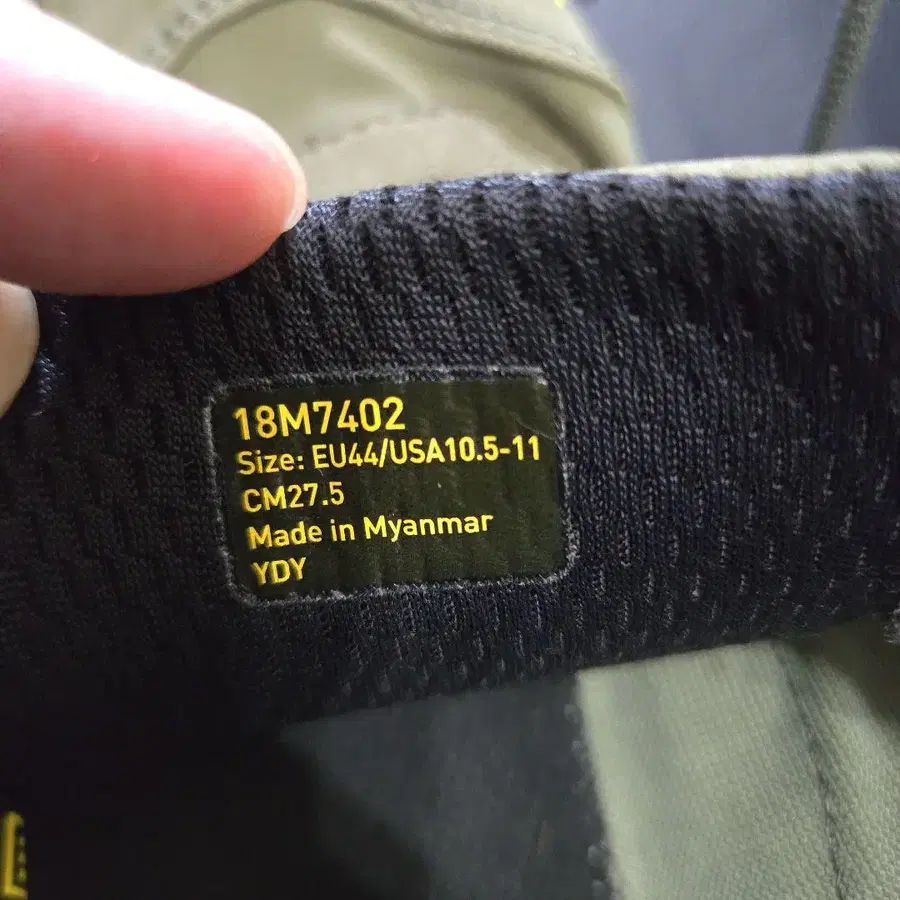 18M7402
Size: EU44/USA10.5-11
CM27.5
Made in Myanmar
YDY